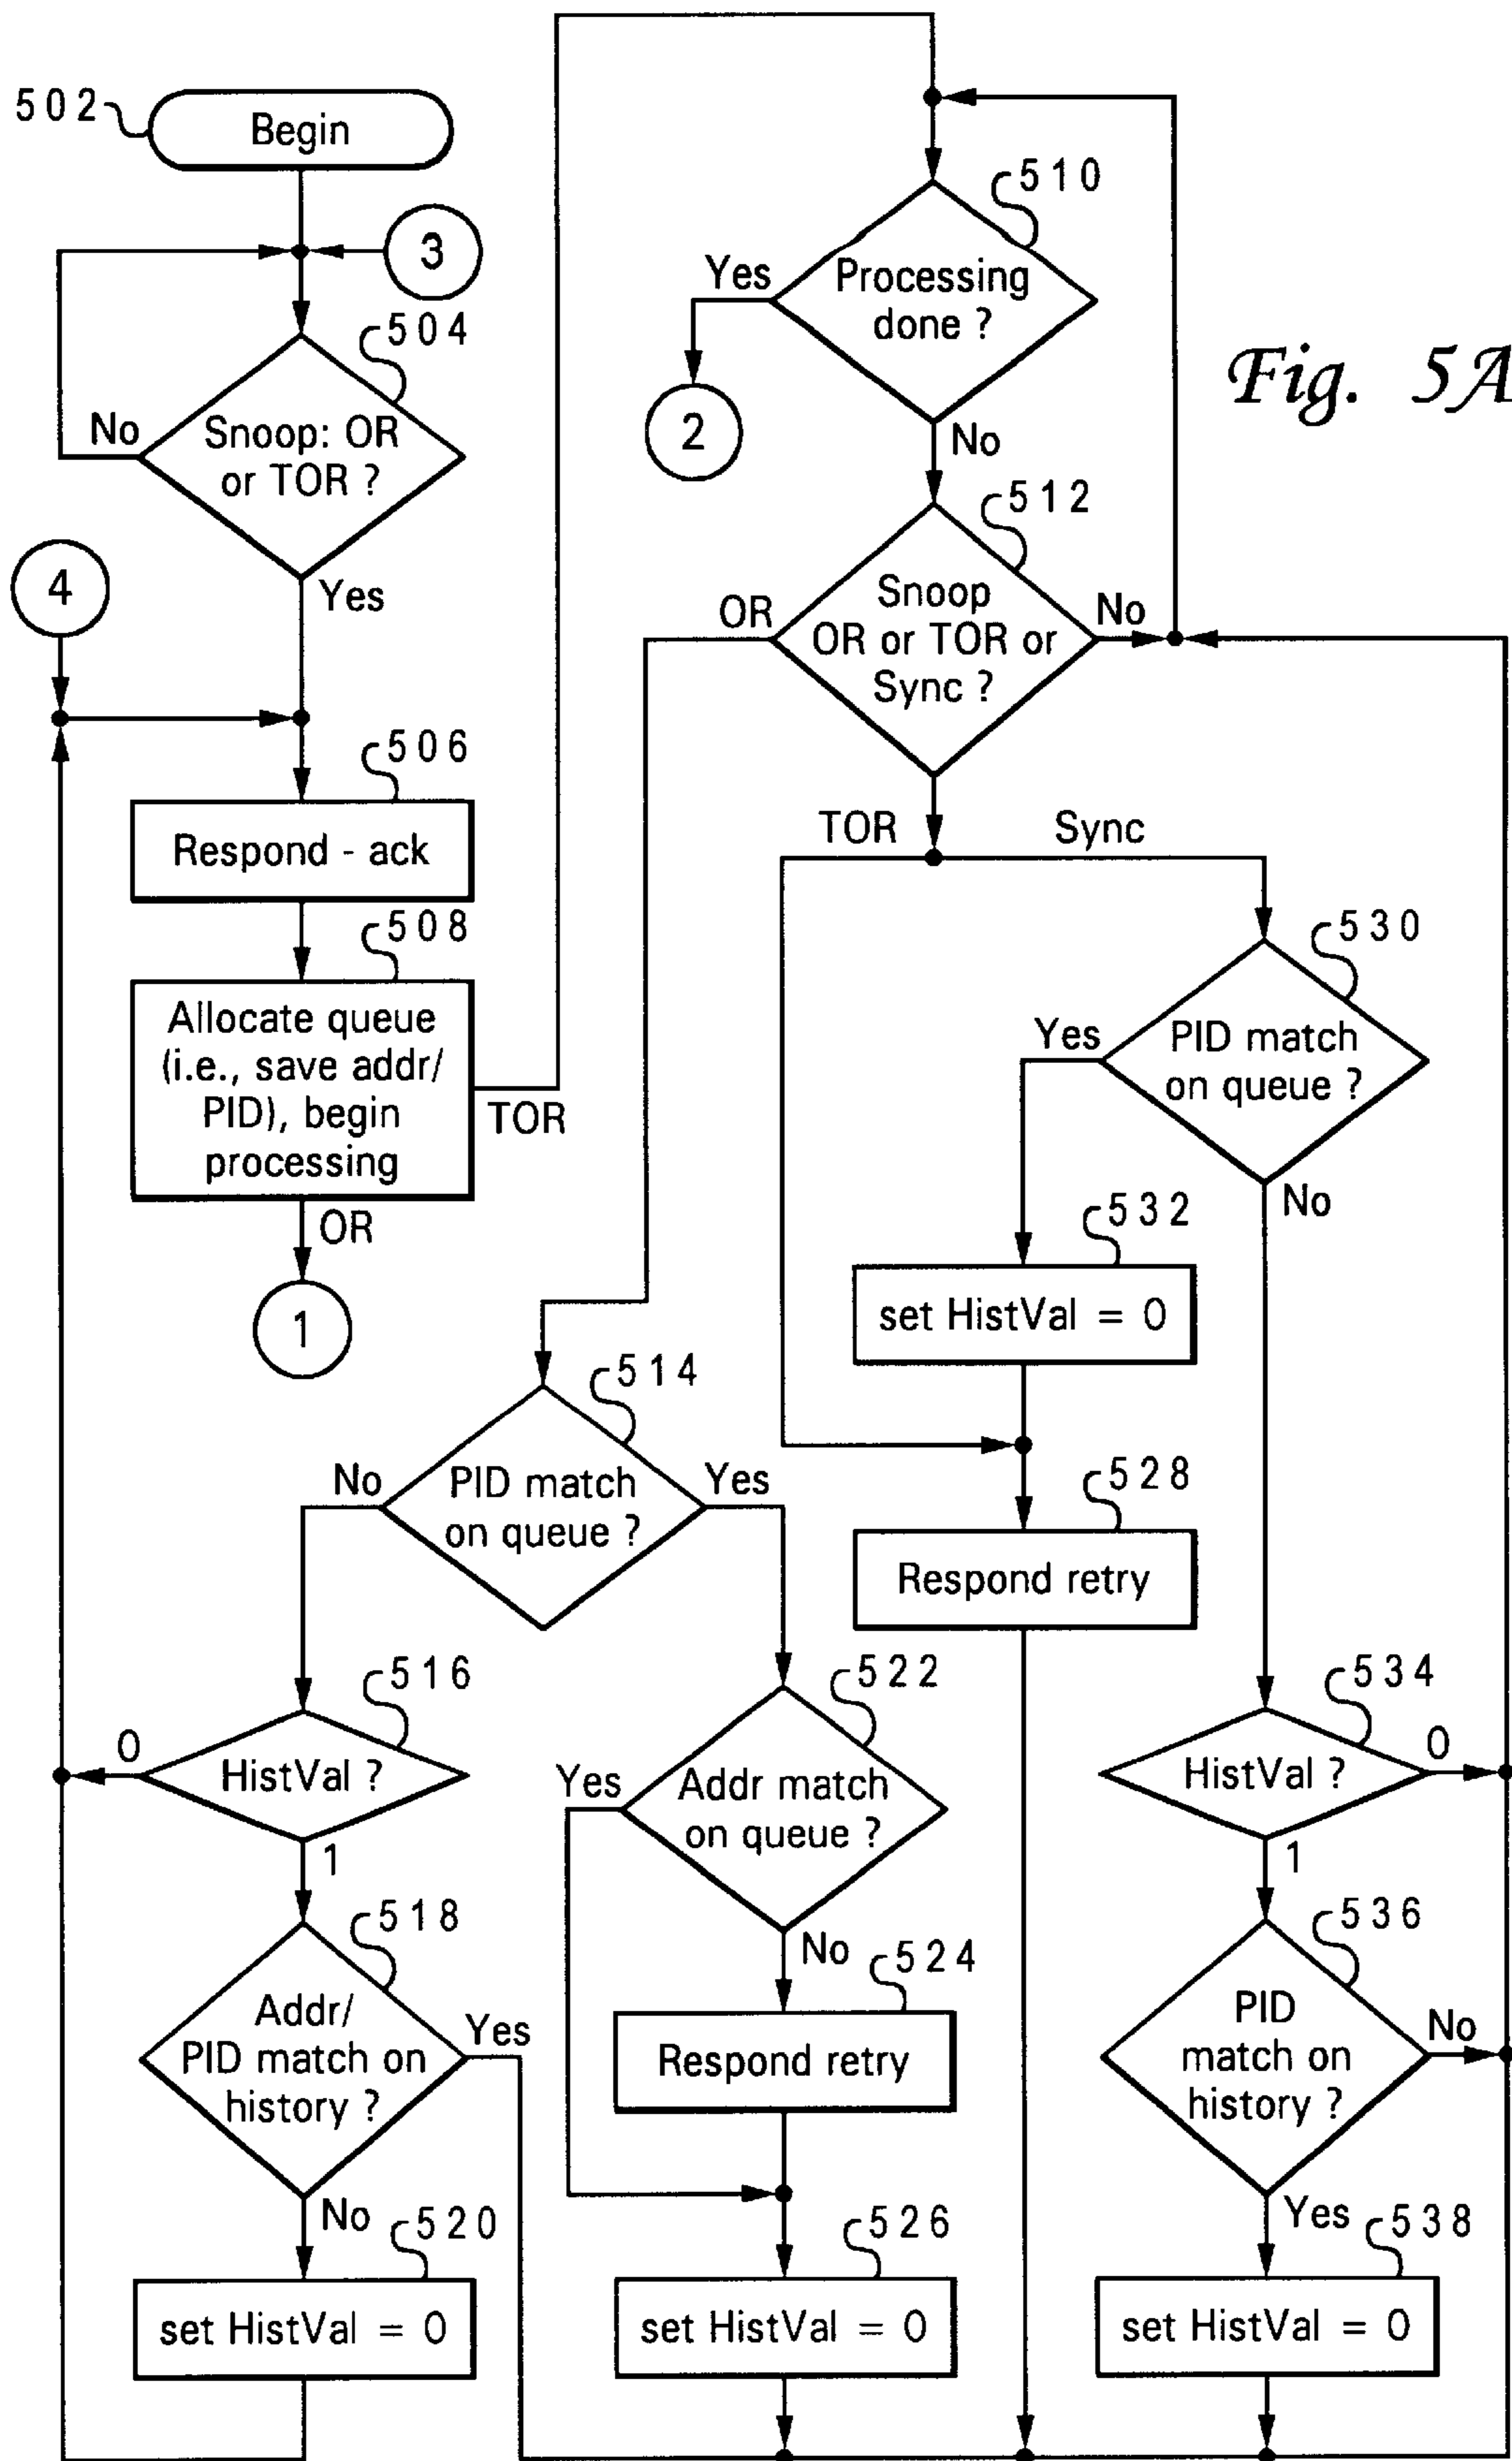 502
Begin
3
504
Snoop: OR
or TOR ?
No
Yes
4
506
Respond - ack
508
Allocate queue
(i.e., save addr/
PID), begin
processing
TOR
OR
1
510
Processing
done ?
Yes
2
No
Fig. 5A
512
Snoop
OR or TOR or
Sync ?
OR
No
TOR
Sync
530
PID match
on queue ?
Yes
No
532
set HistVal = 0
528
Respond retry
514
PID match
on queue ?
No
Yes
516
HistVal ?
0
1
518
Addr/
PID match on
history ?
Yes
No
520
set HistVal = 0
522
Addr match
on queue ?
Yes
No
524
Respond retry
526
set HistVal = 0
534
HistVal ?
0
1
536
PID
match on
history ?
No
Yes
538
set HistVal = 0